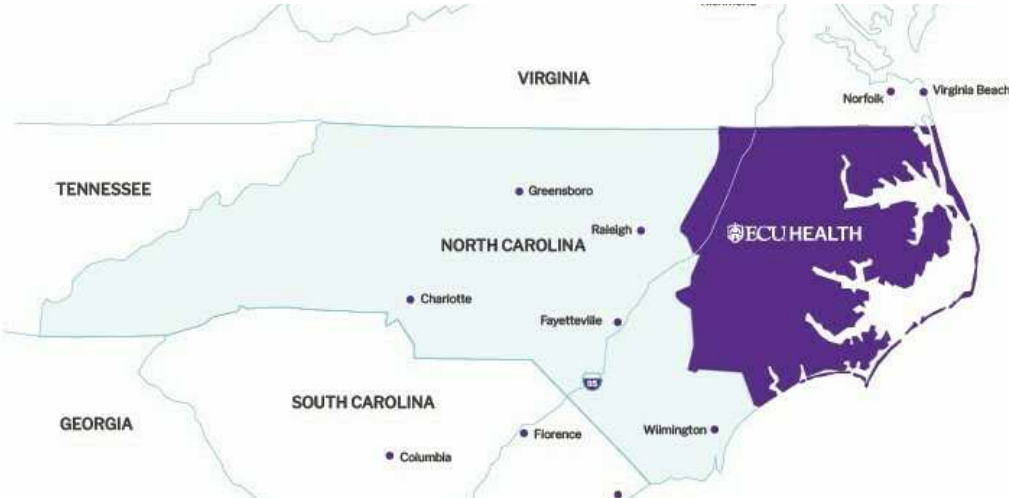 VIRGINIA
Norfolk
Virginia Beach
TENNESSEE
Greensboro
Raleigh
ECU HEALTH
NORTH CAROLINA
Charlotte
Fayetteville
95
SOUTH CAROLINA
GEORGIA
Florence
Wilmington
Columbia